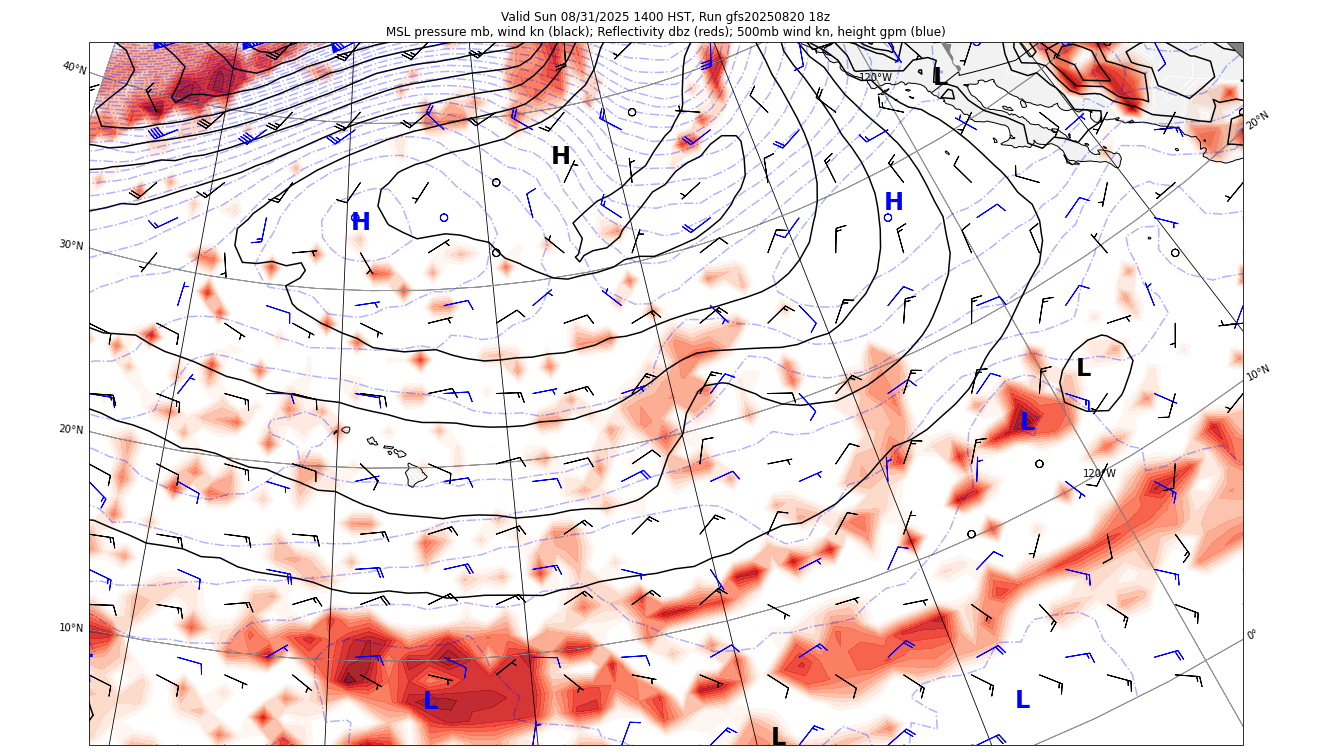 Valid Sun 08/31/2025 1400 HST, Run gfs20250820 18z
MSL pressure mb, wind kn (black); Reflectivity dbz (reds); 500mb wind kn, height gpm (blue)
40°N
120°W
L
20°N
H
H
H
30°N
L
10°N
L
20°N
120°W
10°N
0°
L
L
L